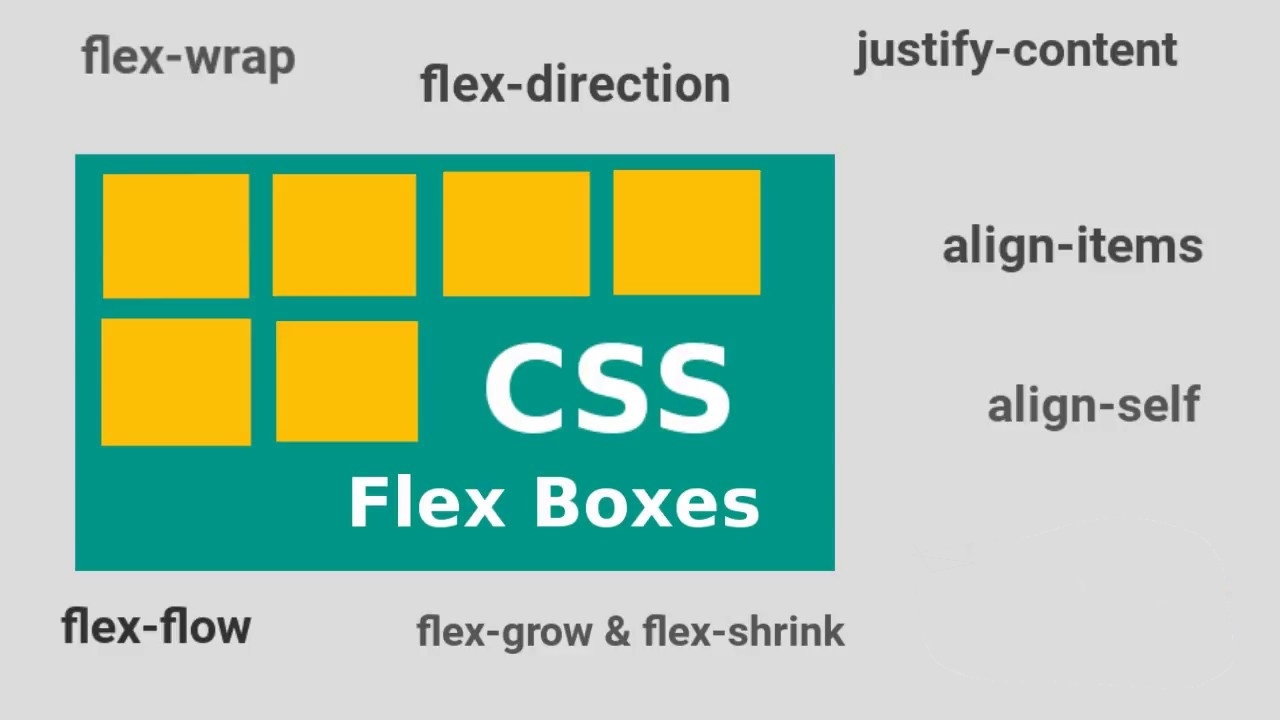 flex-wrap
flex-direction
justify-content
align-items
CSS
align-self
Flex Boxes
flex-flow
flex-grow & flex-shrink